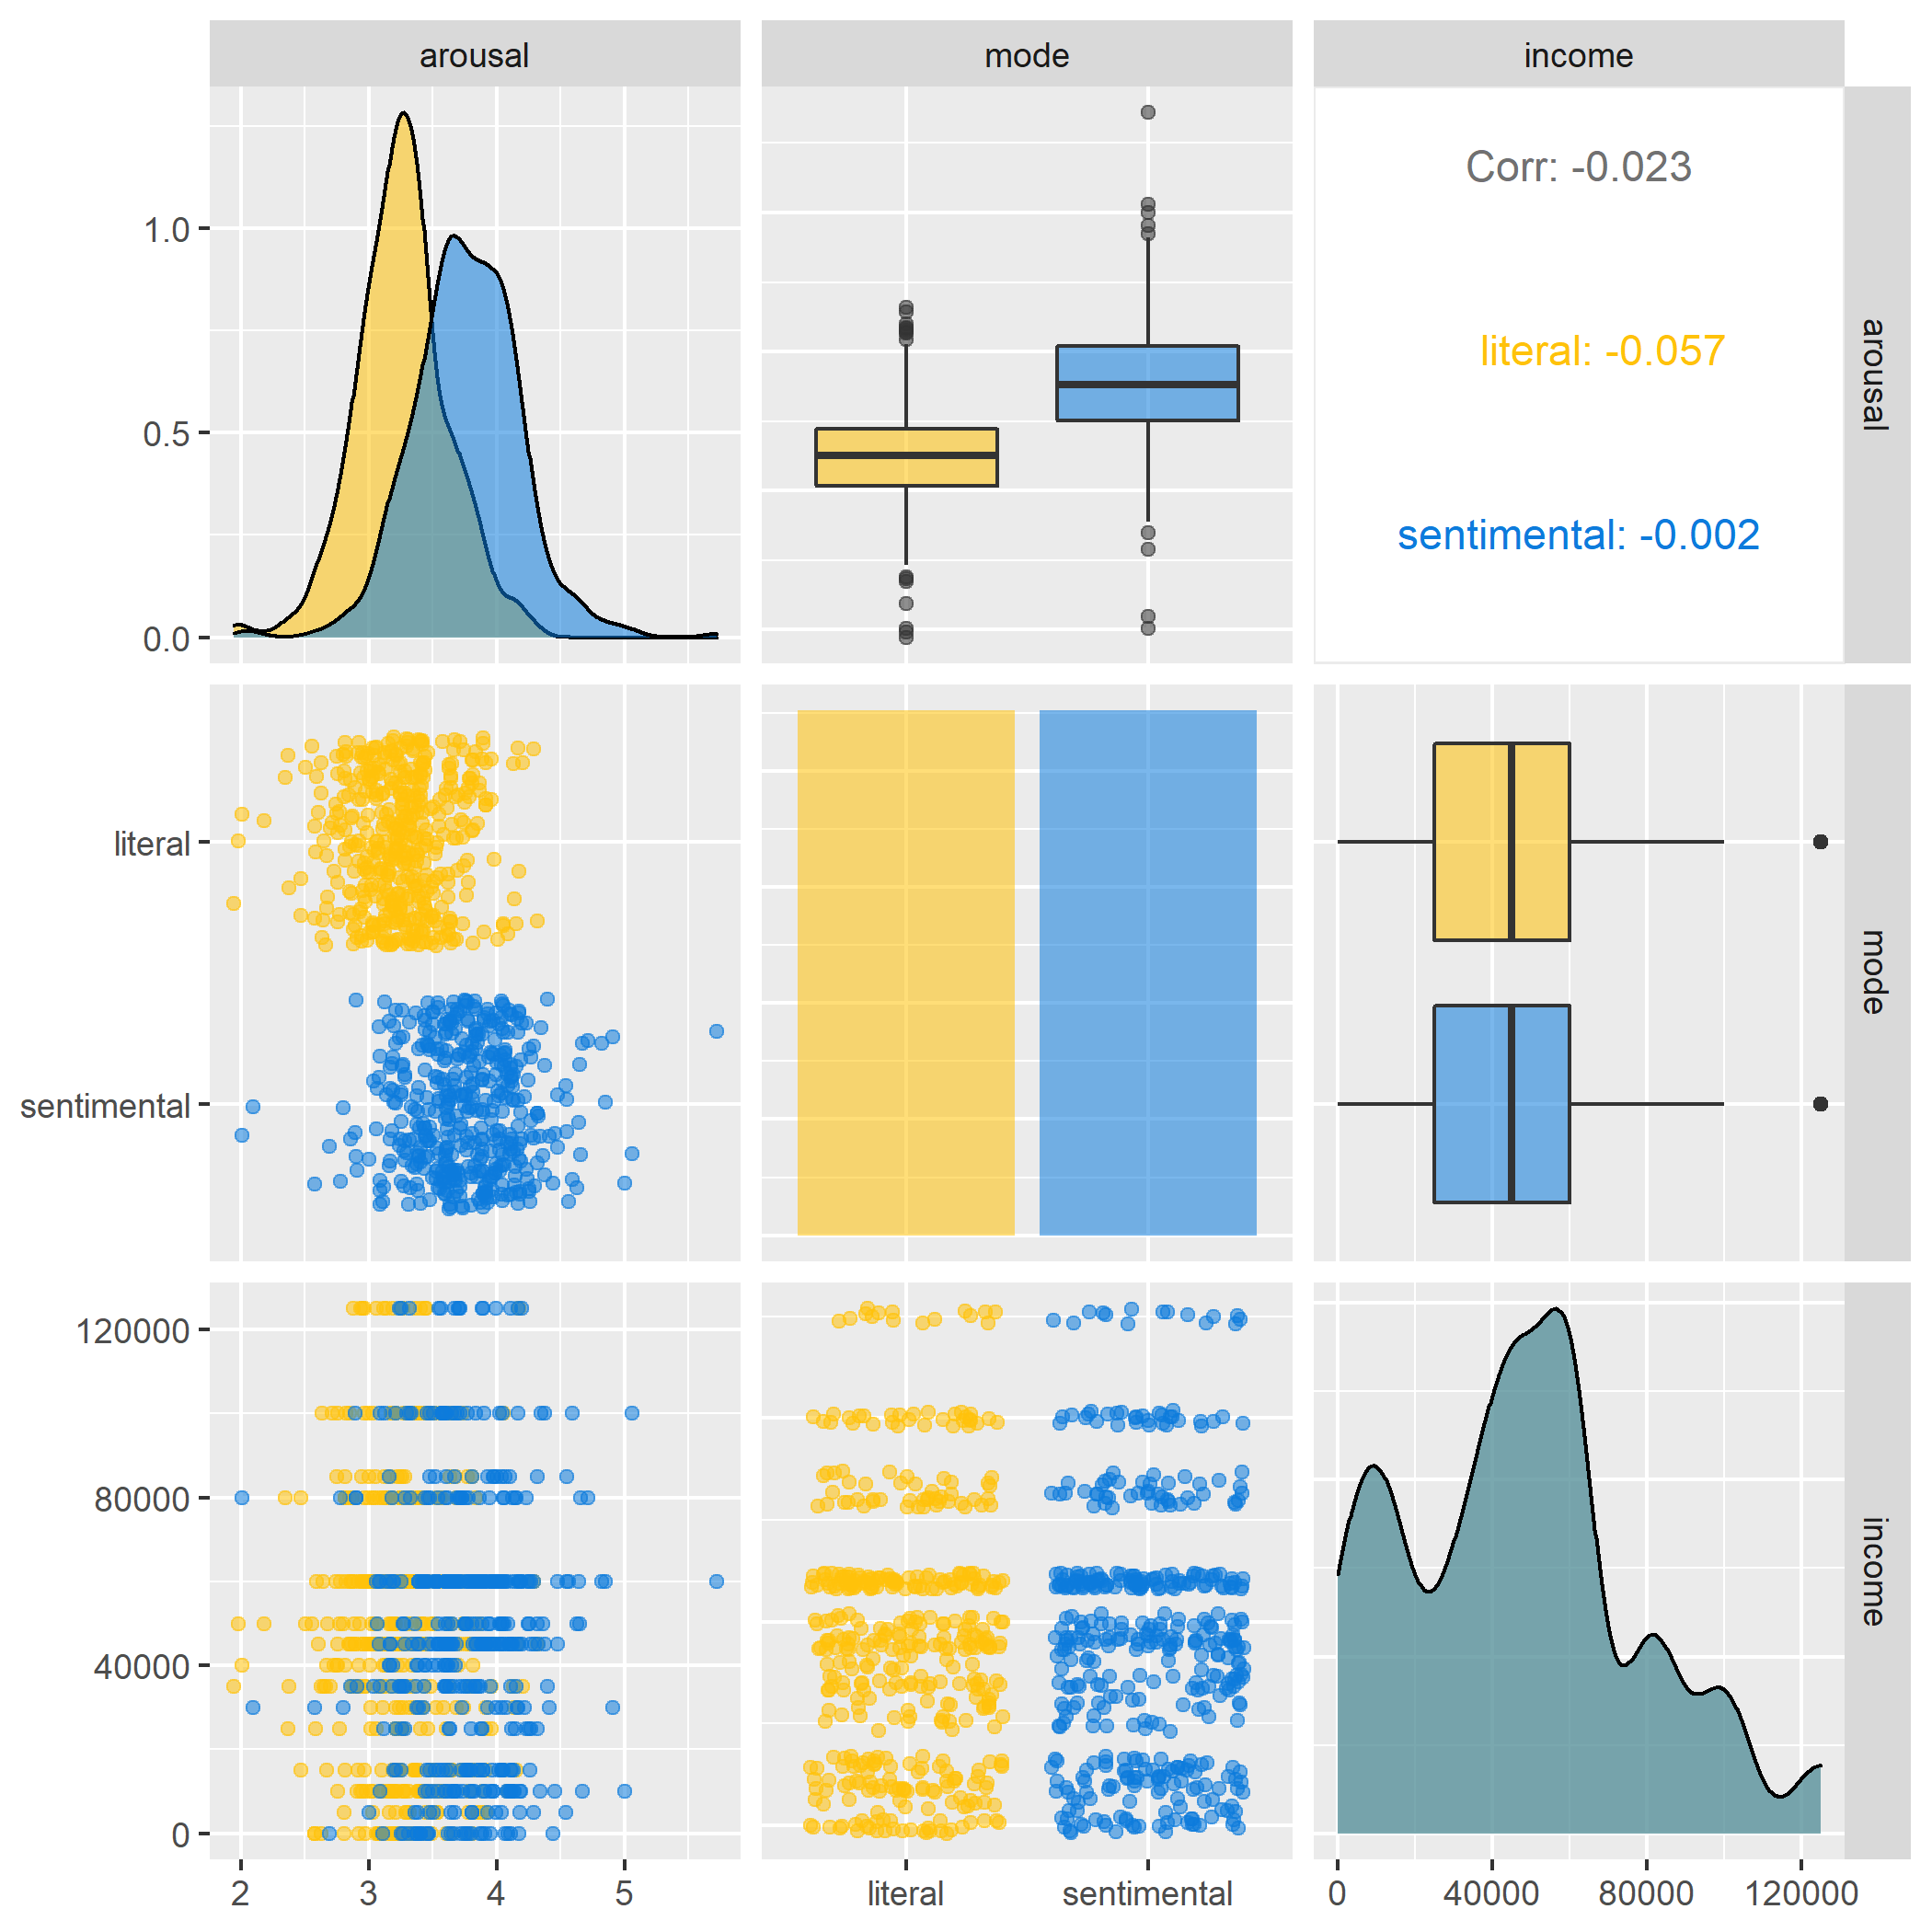 arousal
mode
income
Corr: -0.023
literal: -0.057
sentimental: -0.002
arousal
1.0
0.5
0.0
literal
sentimental
mode
120000
80000
40000
0
income
2 3 4 5
literal sentimental
0 40000 80000 120000